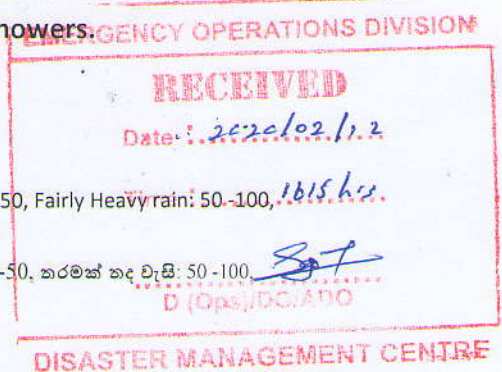 howers.
EMERGENCY OPERATIONS DIVISION
RECEIVED
Date: 2020/02/12
50, Fairly Heavy rain: 50 -100, 1615 hrs
-50, තරමක් තද වැසි: 50 -100,
D (Ops)/DC/ADO
DISASTER MANAGEMENT CENTRE